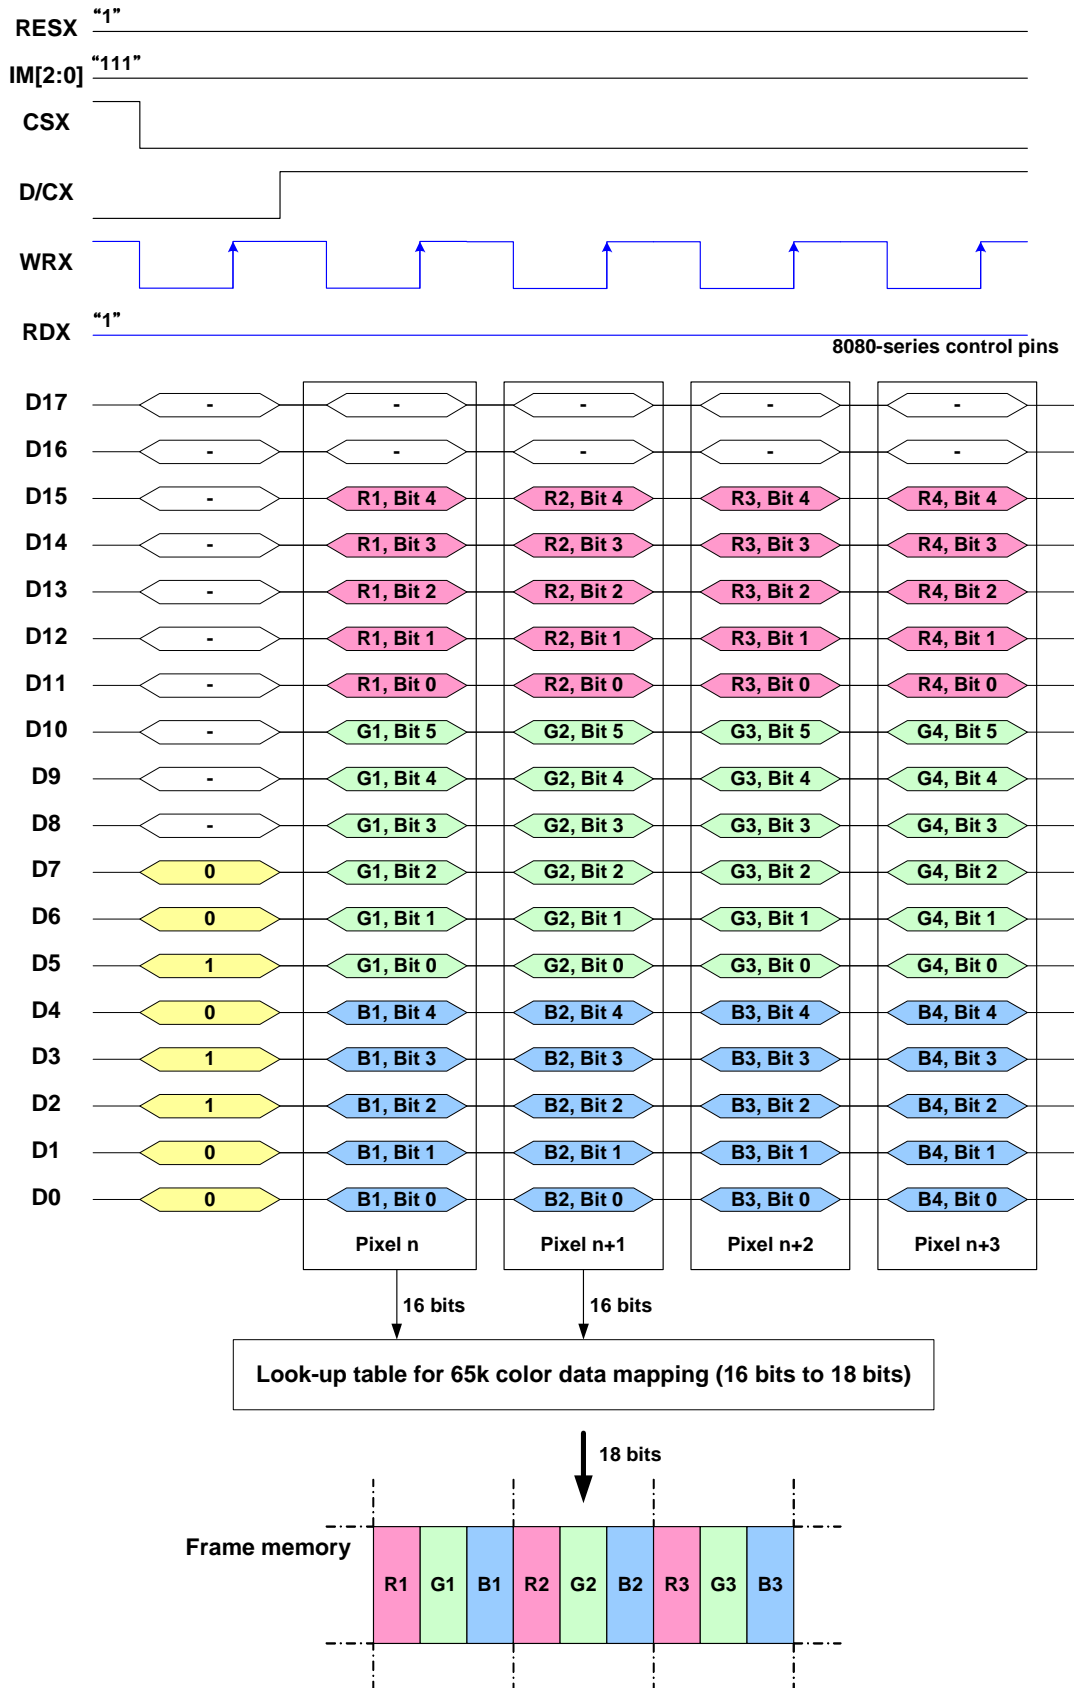 RESX “1”
IM[2:0] “111”
CSX
D/CX
WRX
RDX “1”
8080-series control pins
D17 - - - - -
D16 - - - - -
D15 - R1, Bit 4 R2, Bit 4 R3, Bit 4 R4, Bit 4
D14 - R1, Bit 3 R2, Bit 3 R3, Bit 3 R4, Bit 3
D13 - R1, Bit 2 R2, Bit 2 R3, Bit 2 R4, Bit 2
D12 - R1, Bit 1 R2, Bit 1 R3, Bit 1 R4, Bit 1
D11 - R1, Bit 0 R2, Bit 0 R3, Bit 0 R4, Bit 0
D10 - G1, Bit 5 G2, Bit 5 G3, Bit 5 G4, Bit 5
D9 - G1, Bit 4 G2, Bit 4 G3, Bit 4 G4, Bit 4
D8 - G1, Bit 3 G2, Bit 3 G3, Bit 3 G4, Bit 3
D7 0 G1, Bit 2 G2, Bit 2 G3, Bit 2 G4, Bit 2
D6 0 G1, Bit 1 G2, Bit 1 G3, Bit 1 G4, Bit 1
D5 1 G1, Bit 0 G2, Bit 0 G3, Bit 0 G4, Bit 0
D4 0 B1, Bit 4 B2, Bit 4 B3, Bit 4 B4, Bit 4
D3 1 B1, Bit 3 B2, Bit 3 B3, Bit 3 B4, Bit 3
D2 1 B1, Bit 2 B2, Bit 2 B3, Bit 2 B4, Bit 2
D1 0 B1, Bit 1 B2, Bit 1 B3, Bit 1 B4, Bit 1
D0 0 B1, Bit 0 B2, Bit 0 B3, Bit 0 B4, Bit 0
Pixel n Pixel n+1 Pixel n+2 Pixel n+3
16 bits 16 bits
Look-up table for 65k color data mapping (16 bits to 18 bits)
18 bits
Frame memory
R1 G1 B1 R2 G2 B2 R3 G3 B3